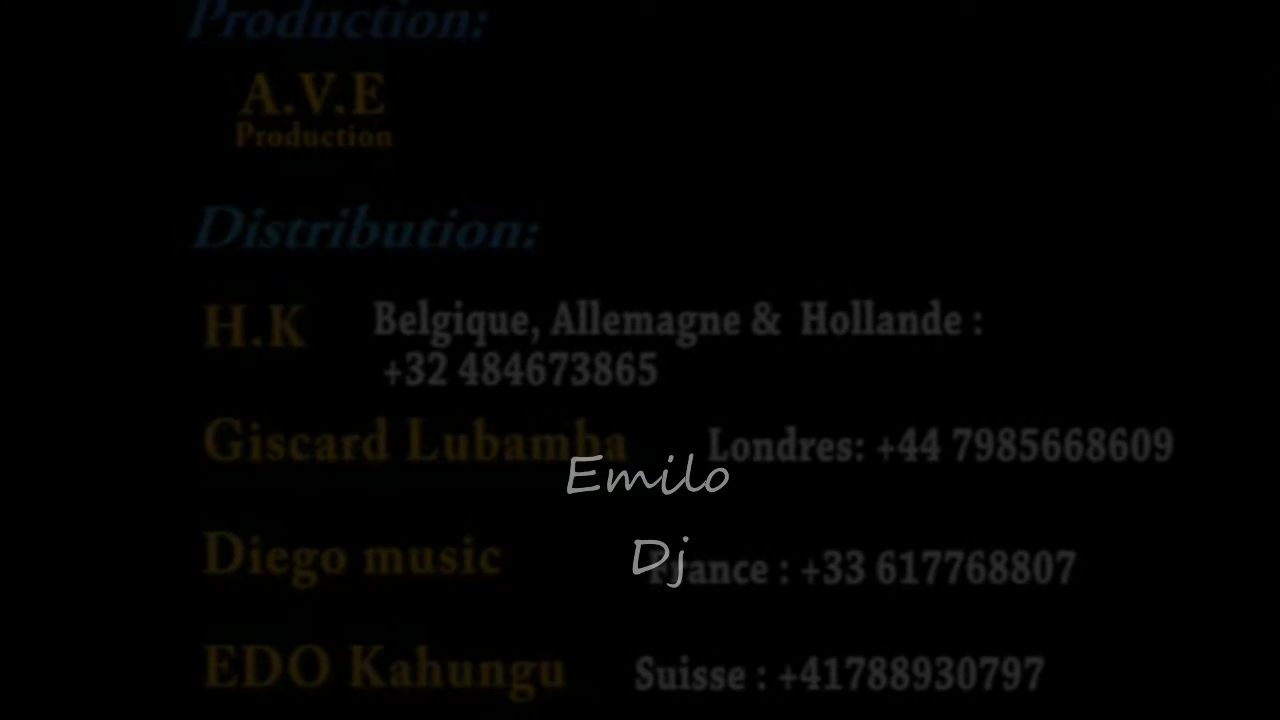 Production:
A.V.E
Production
Distribution:
H.K Belgique, Allemagne & Hollande :
+32 484673865
Giscard Lubamba Londres: +44 7985668609
Emilo
Diego music France : +33 617768807
Dj
EDO Kahungu Suisse : +41788930797